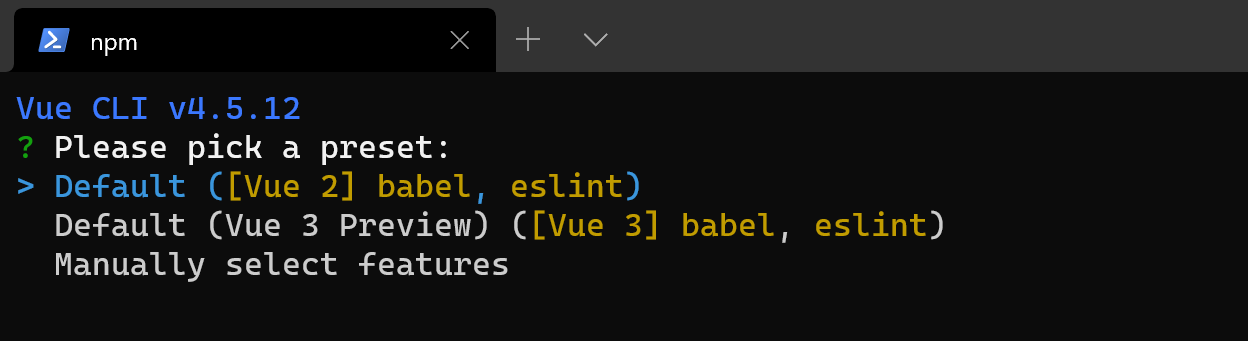 npm
Vue CLI v4.5.12
? Please pick a preset:
> Default ([Vue 2] babel, eslint)
  Default (Vue 3 Preview) ([Vue 3] babel, eslint)
  Manually select features